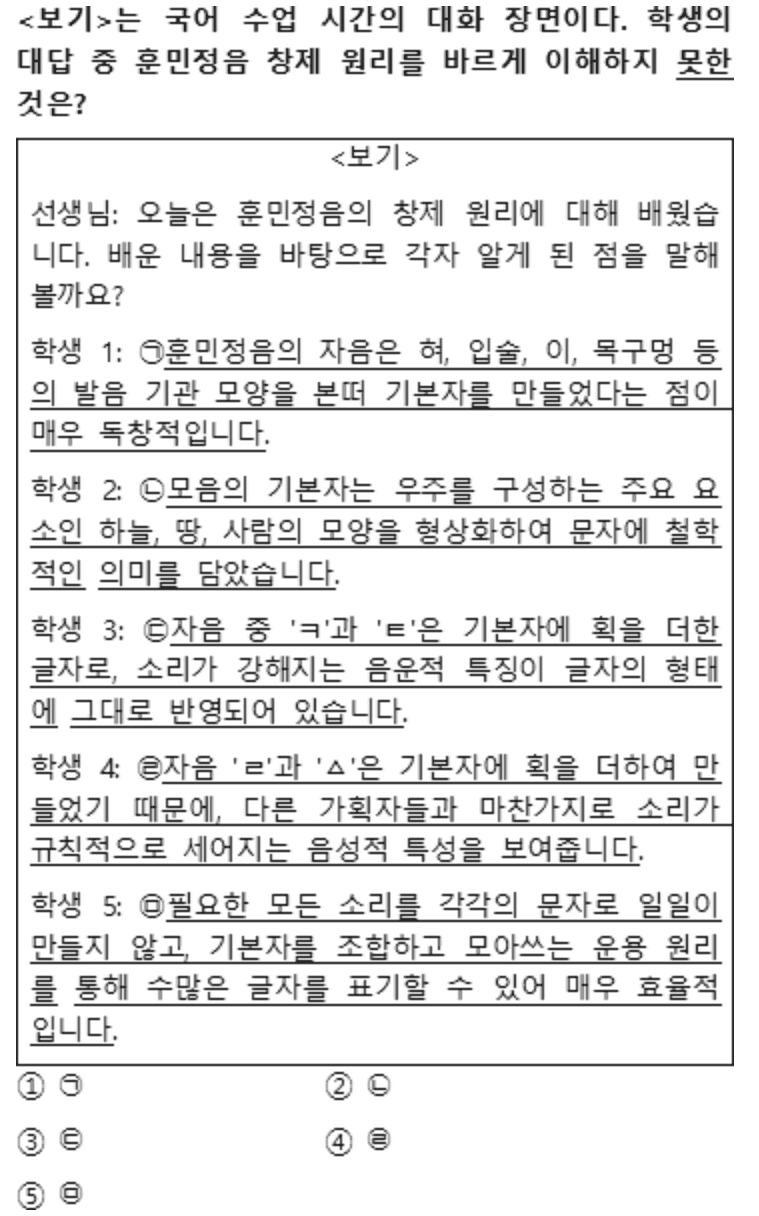 <보기>는 국어 수업 시간의 대화 장면이다. 학생의
대답 중 훈민정음 창제 원리를 바르게 이해하지 못한
것은?
<보기>
선생님: 오늘은 훈민정음의 창제 원리에 대해 배웠습
니다. 배운 내용을 바탕으로 각자 알게 된 점을 말해
볼까요?
학생 1: ㉠훈민정음의 자음은 혀, 입술, 이, 목구멍 등
의 발음 기관 모양을 본떠 기본자를 만들었다는 점이
매우 독창적입니다.
학생 2: ㉡모음의 기본자는 우주를 구성하는 주요 요
소인 하늘, 땅, 사람의 모양을 형상화하여 문자에 철학
적인 의미를 담았습니다.
학생 3: ㉢자음 중 'ㅋ'과 'ㅌ'은 기본자에 획을 더한
글자로, 소리가 강해지는 음운적 특징이 글자의 형태
에 그대로 반영되어 있습니다.
학생 4: ㉣자음 'ㄹ'과 'ㅿ'은 기본자에 획을 더하여 만
들었기 때문에, 다른 가획자들과 마찬가지로 소리가
규칙적으로 세어지는 음성적 특성을 보여줍니다.
학생 5: ㉤필요한 모든 소리를 각각의 문자로 일일이
만들지 않고, 기본자를 조합하고 모아쓰는 운용 원리
를 통해 수많은 글자를 표기할 수 있어 매우 효율적
입니다.
① ㉠ ② ㉡
③ ㉢ ④ ㉣
⑤ ㉤